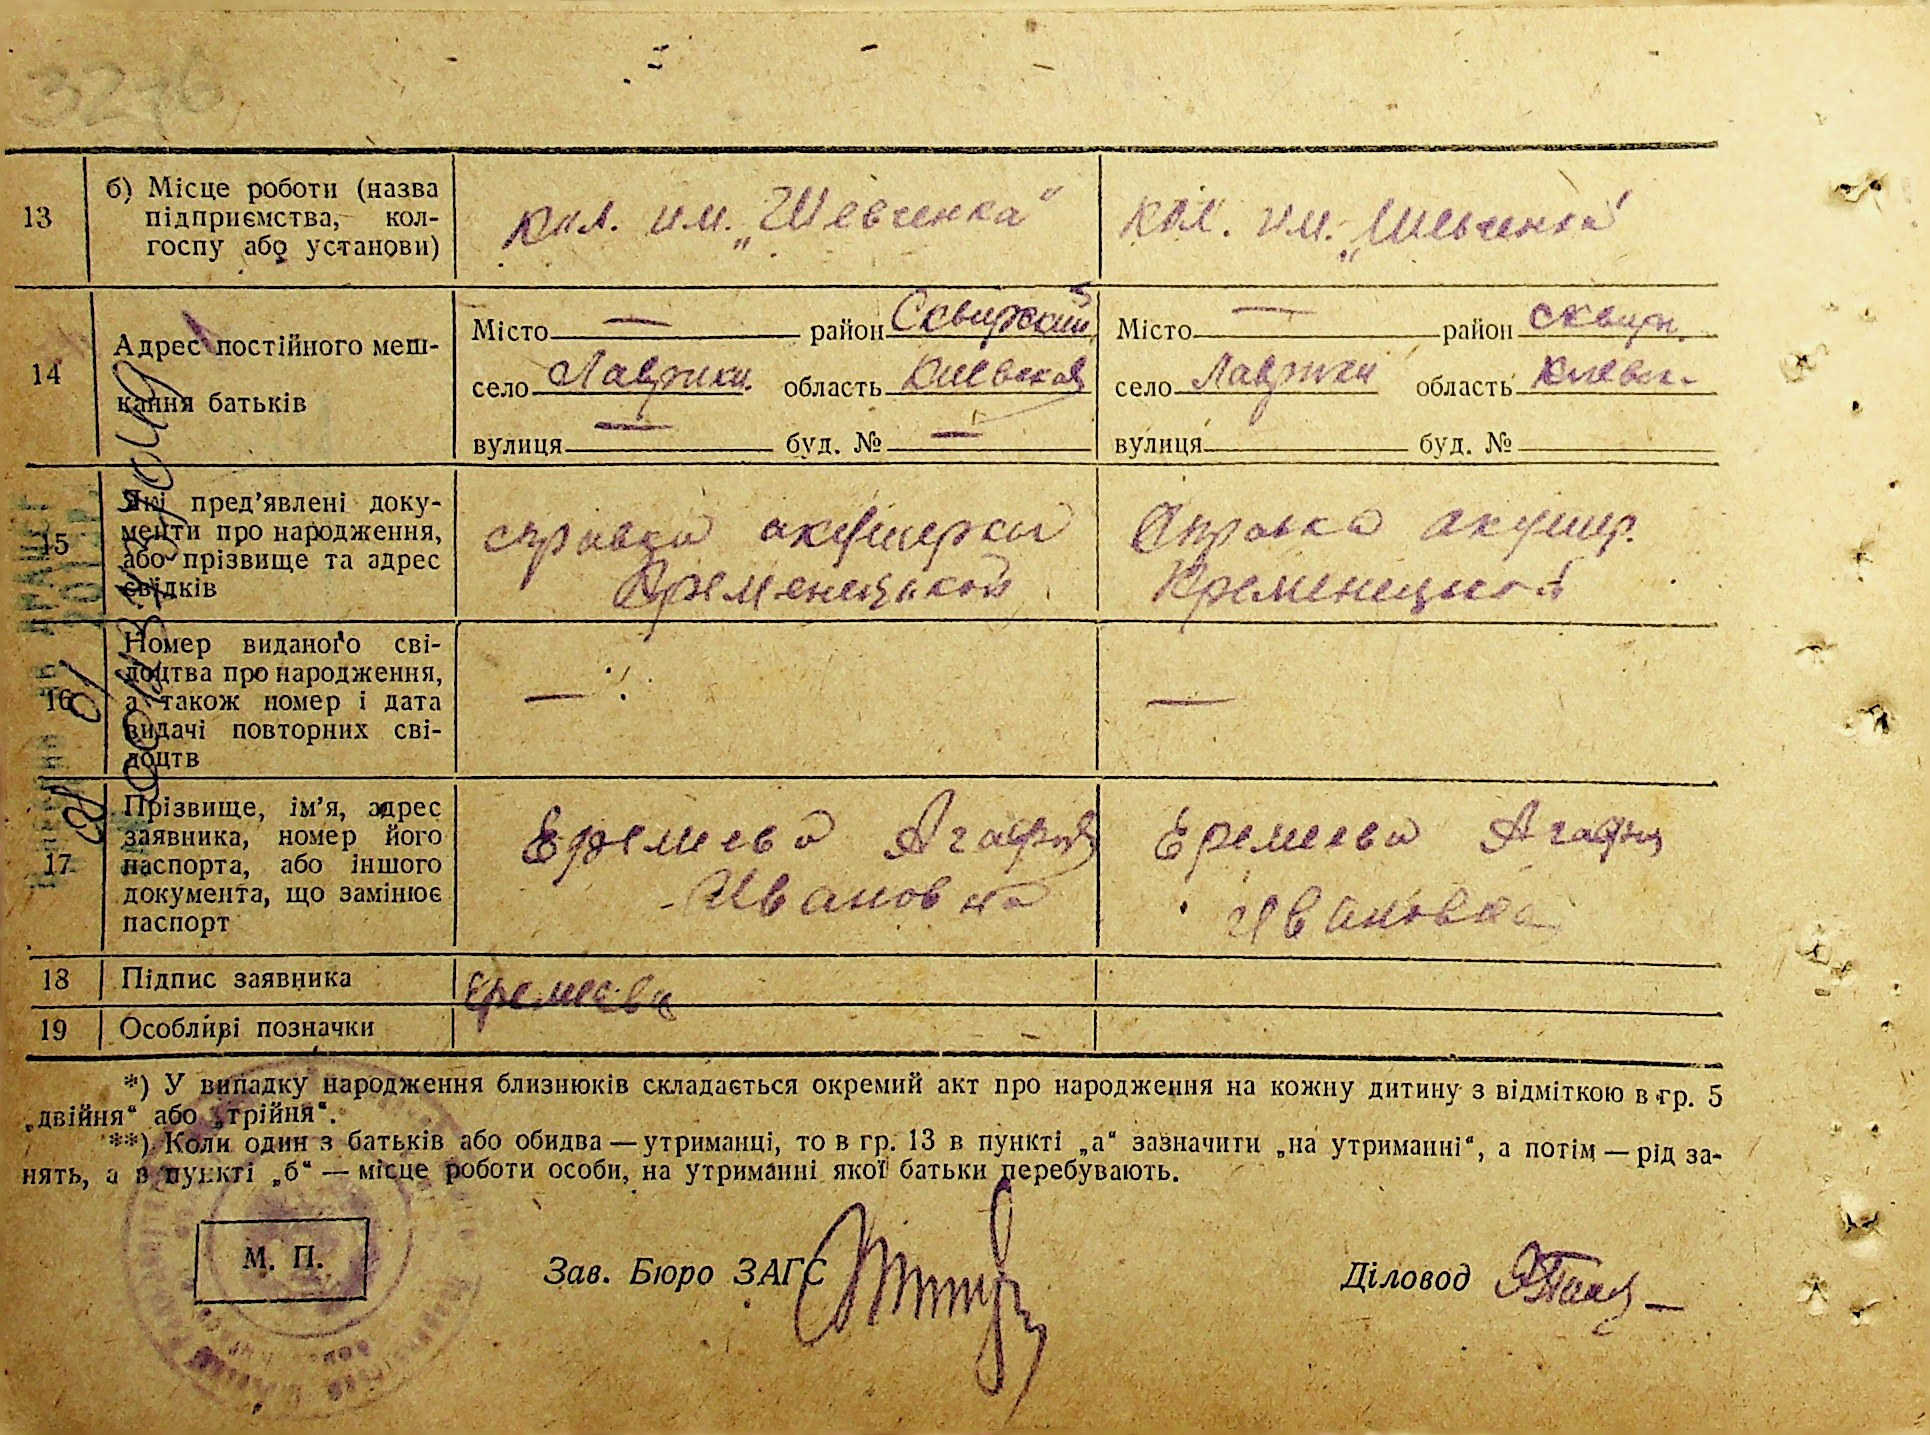 13
б) Місце роботи (назва
підприємства, кол-
госпу або установи)
кол. им. „Шевченка“
кол. им. „Шевченка“
14
Адрес постійного меш-
кання батьків
Місто — район Сквирский
село Лаврики. область Киевская
вулиця — буд. № —
Місто — район сквир.
село Лаврики область Киевск.
вулиця буд. №
15
Які пред’явлені доку-
менти про народження,
або прізвище та адрес
свідків
справка акушерки
Кременецькой
Справка акушер.
Кременецкой
16
Номер виданого сві-
доцтва про народження,
а також номер і дата
видачі повторних сві-
доцтв
—
—
17
Прізвище, ім’я, адрес
заявника, номер його
паспорта, або іншого
документа, що замінює
паспорт
Еремеева Агафья
Ивановна
Еремеева Агафия
Ивановна
18
Підпис заявника
Еремеева
19
Особливі позначки
*) У випадку народження близнюків складається окремий акт про народження на кожну дитину з відміткою в гр. 5
„двійня“ або „трійня“.
**) Коли один з батьків або обидва — утриманці, то в гр. 13 в пункті „а“ зазначити „на утриманні“, а потім — рід за-
нять, а в пункті „б“ — місце роботи особи, на утриманні якої батьки перебувають.
М. П.
Зав. Бюро ЗАГС
Діловод